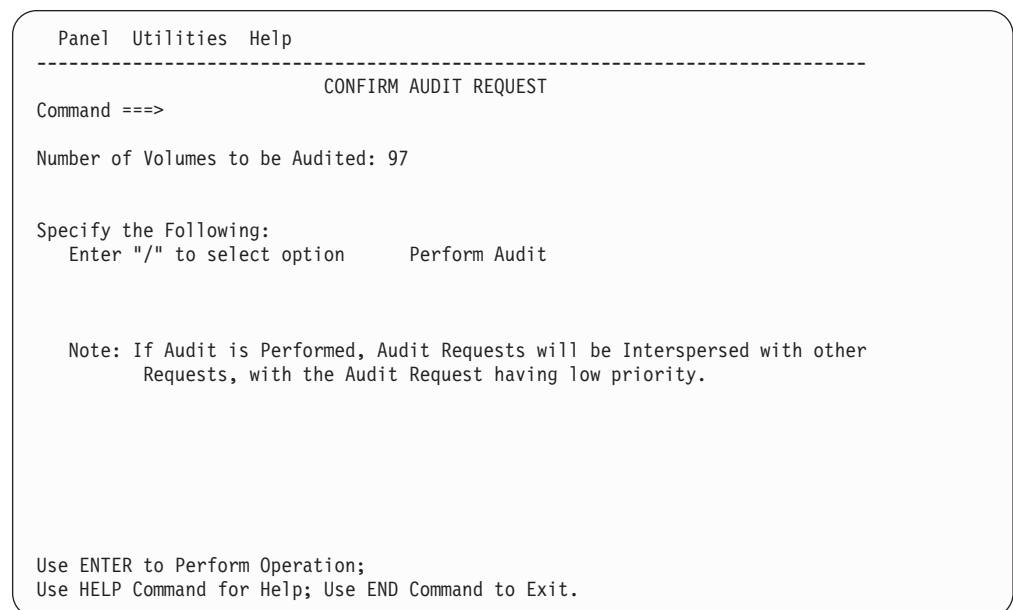 Panel Utilities Help
------------------------------------------------------------------------------
CONFIRM AUDIT REQUEST
Command ===>
Number of Volumes to be Audited: 97
Specify the Following:
Enter "/" to select option Perform Audit
Note: If Audit is Performed, Audit Requests will be Interspersed with other
Requests, with the Audit Request having low priority.
Use ENTER to Perform Operation;
Use HELP Command for Help; Use END Command to Exit.